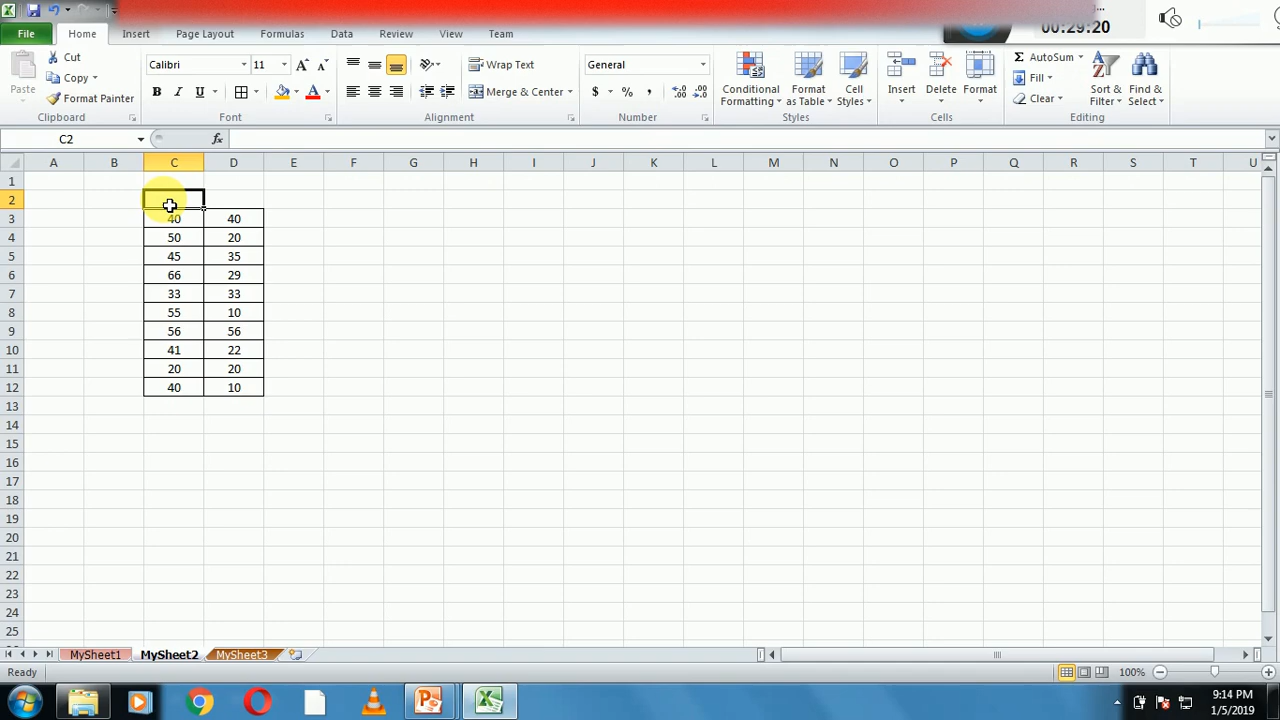 00:29:20
File Home Insert Page Layout Formulas Data Review View Team
Cut
Copy
Format Painter
Paste
Clipboard
Calibri 11
B I U
Font
Wrap Text
Merge & Center
Alignment
General
$ % ,
Number
Conditional Formatting
Format as Table
Cell Styles
Styles
Insert
Delete
Format
Cells
AutoSum
Fill
Clear
Sort & Filter
Find & Select
Editing
C2 fx
A B C D E F G H I J K L M N O P Q R S T U
1
2
3 40 40
4 50 20
5 45 35
6 66 29
7 33 33
8 55 10
9 56 56
10 41 22
11 20 20
12 40 10
13
14
15
16
17
18
19
20
21
22
23
24
25
MySheet1 MySheet2 MySheet3
Ready 100%
9:14 PM
1/5/2019